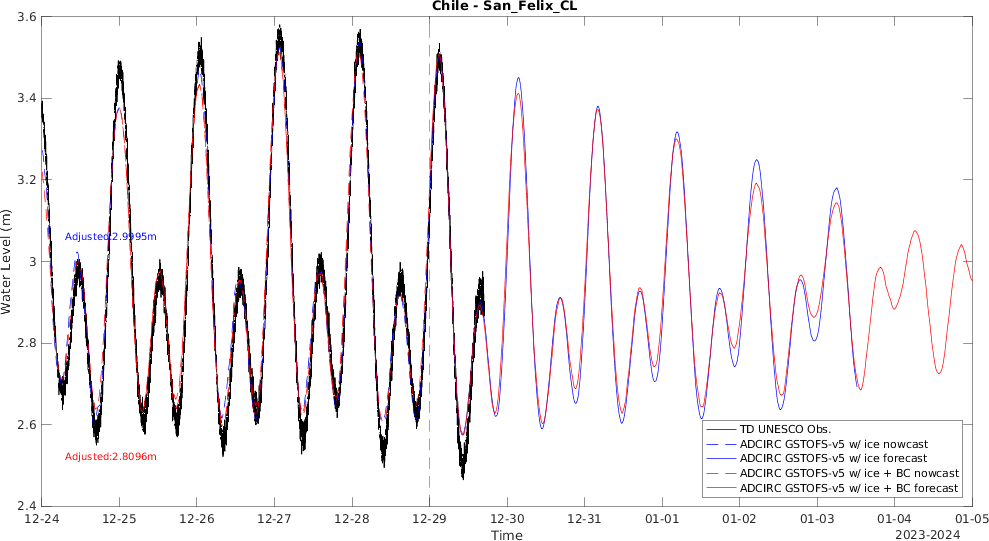 Chile - San_Felix_CL
3.6
3.4
3.2
3
2.8
2.6
2.4
Water Level (m)
Adjusted:2.9995m
Adjusted:2.8096m
TD UNESCO Obs.
ADCIRC GSTOFS-v5 w/ ice nowcast
ADCIRC GSTOFS-v5 w/ ice forecast
ADCIRC GSTOFS-v5 w/ ice + BC nowcast
ADCIRC GSTOFS-v5 w/ ice + BC forecast
12-24 12-25 12-26 12-27 12-28 12-29 12-30 12-31 01-01 01-02 01-03 01-04 01-05
Time
2023-2024